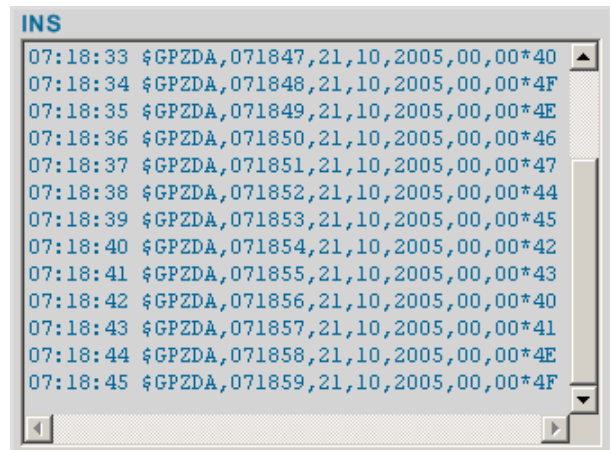 INS
07:18:33 $GPZDA,071847,21,10,2005,00,00*40
07:18:34 $GPZDA,071848,21,10,2005,00,00*4F
07:18:35 $GPZDA,071849,21,10,2005,00,00*4E
07:18:36 $GPZDA,071850,21,10,2005,00,00*46
07:18:37 $GPZDA,071851,21,10,2005,00,00*47
07:18:38 $GPZDA,071852,21,10,2005,00,00*44
07:18:39 $GPZDA,071853,21,10,2005,00,00*45
07:18:40 $GPZDA,071854,21,10,2005,00,00*42
07:18:41 $GPZDA,071855,21,10,2005,00,00*43
07:18:42 $GPZDA,071856,21,10,2005,00,00*40
07:18:43 $GPZDA,071857,21,10,2005,00,00*41
07:18:44 $GPZDA,071858,21,10,2005,00,00*4E
07:18:45 $GPZDA,071859,21,10,2005,00,00*4F